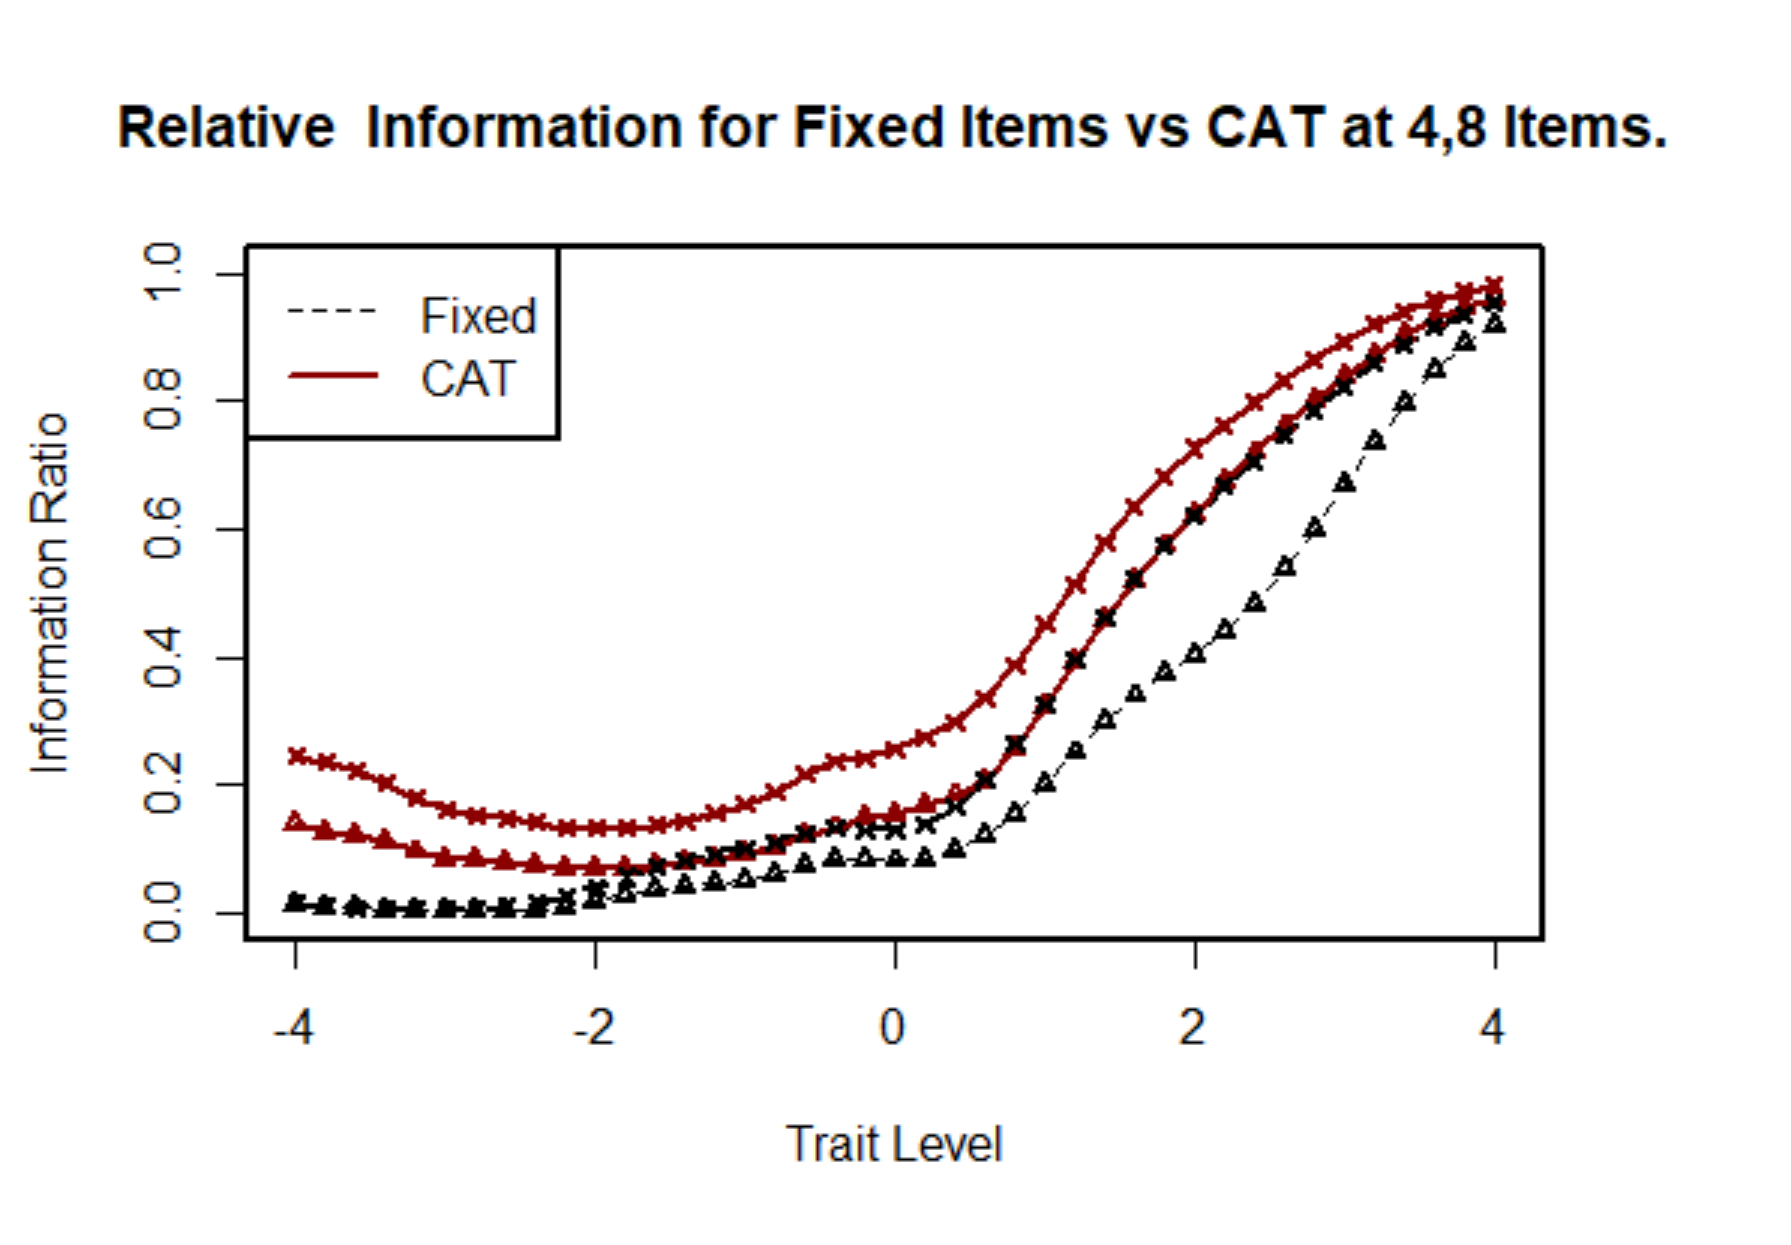 Relative  Information for Fixed Items vs CAT at 4,8 Items.
Fixed
CAT
Information Ratio
1.0
0.8
0.6
0.4
0.2
0.0
-4 -2 0 2 4
Trait Level